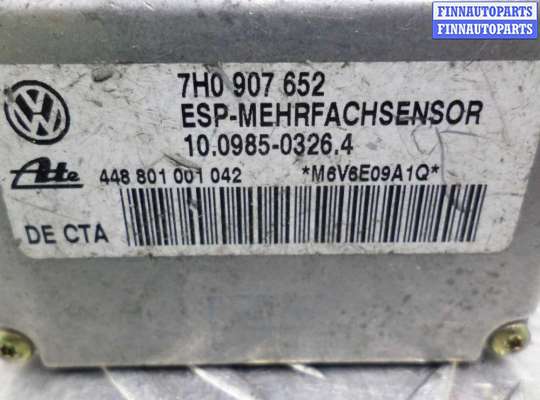 FINNAUTOPARTS
FINNAUTOPARTS
7H0 907 652
ESP-MEHRFACHSENSOR
10.0985-0326.4
Ate 448 801 001 042 *M6V6E09A1Q*
DE CTA